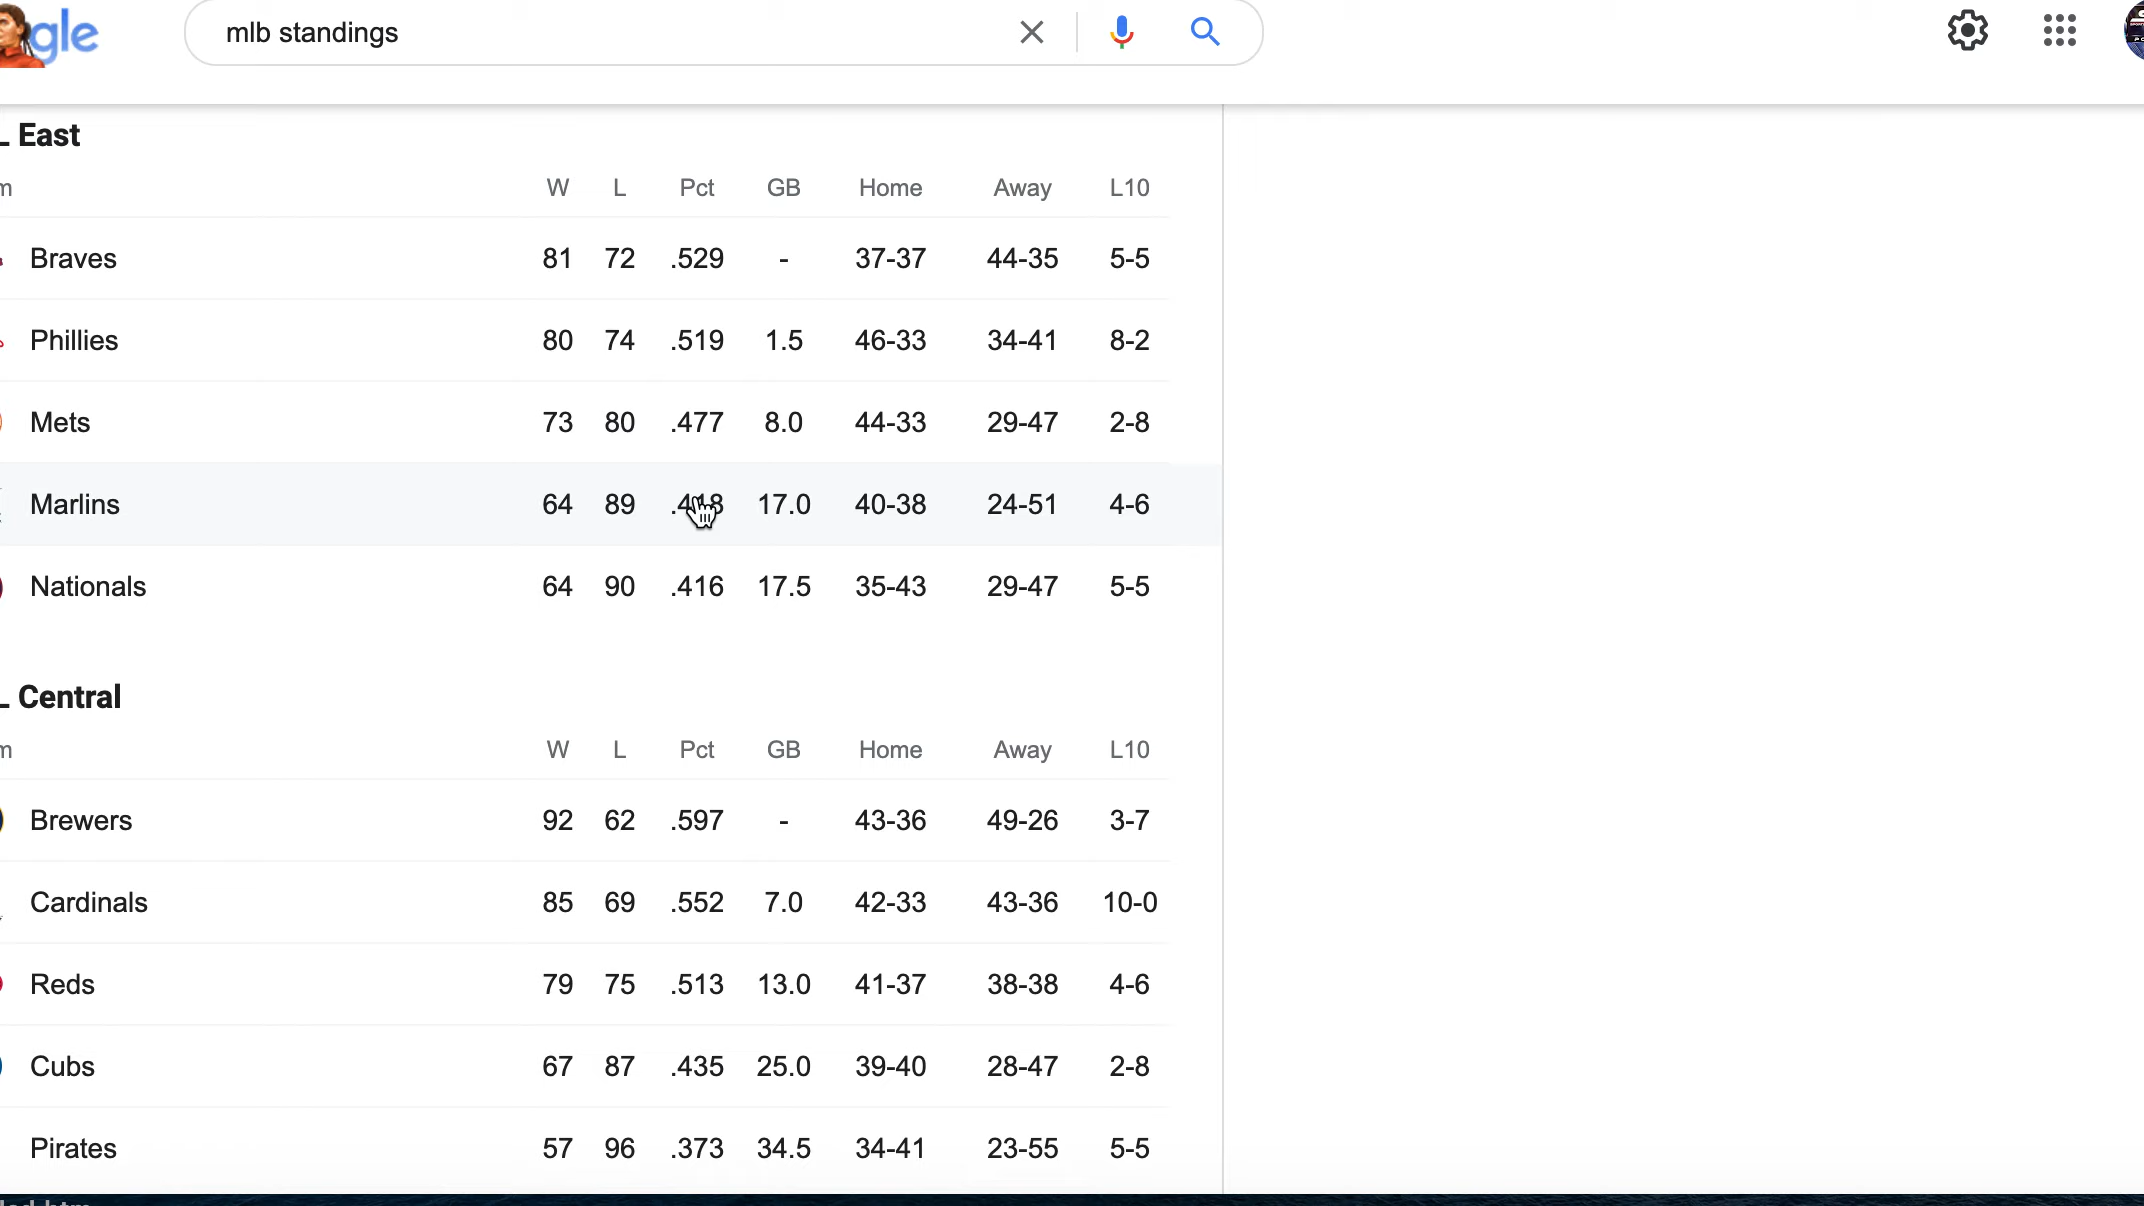 gle mlb standings
L East
m W L Pct GB Home Away L10
Braves 81 72 .529 - 37-37 44-35 5-5
Phillies 80 74 .519 1.5 46-33 34-41 8-2
Mets 73 80 .477 8.0 44-33 29-47 2-8
Marlins 64 89 .418 17.0 40-38 24-51 4-6
Nationals 64 90 .416 17.5 35-43 29-47 5-5
L Central
m W L Pct GB Home Away L10
Brewers 92 62 .597 - 43-36 49-26 3-7
Cardinals 85 69 .552 7.0 42-33 43-36 10-0
Reds 79 75 .513 13.0 41-37 38-38 4-6
Cubs 67 87 .435 25.0 39-40 28-47 2-8
Pirates 57 96 .373 34.5 34-41 23-55 5-5